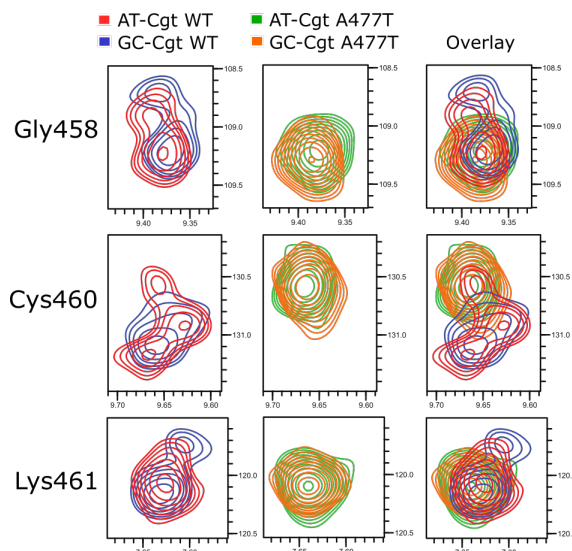 AT-Cgt WT AT-Cgt A477T
GC-Cgt WT GC-Cgt A477T Overlay
Gly458
108.5 108.5 108.5
109.0 109.0 109.0
109.5 109.5 109.5
9.40 9.35 9.40 9.35 9.40 9.35
Cys460
130.5 130.5 130.5
131.0 131.0 131.0
9.70 9.65 9.60 9.70 9.65 9.60 9.70 9.65 9.60
Lys461
120.0 120.0 120.0
120.5 120.5 120.5